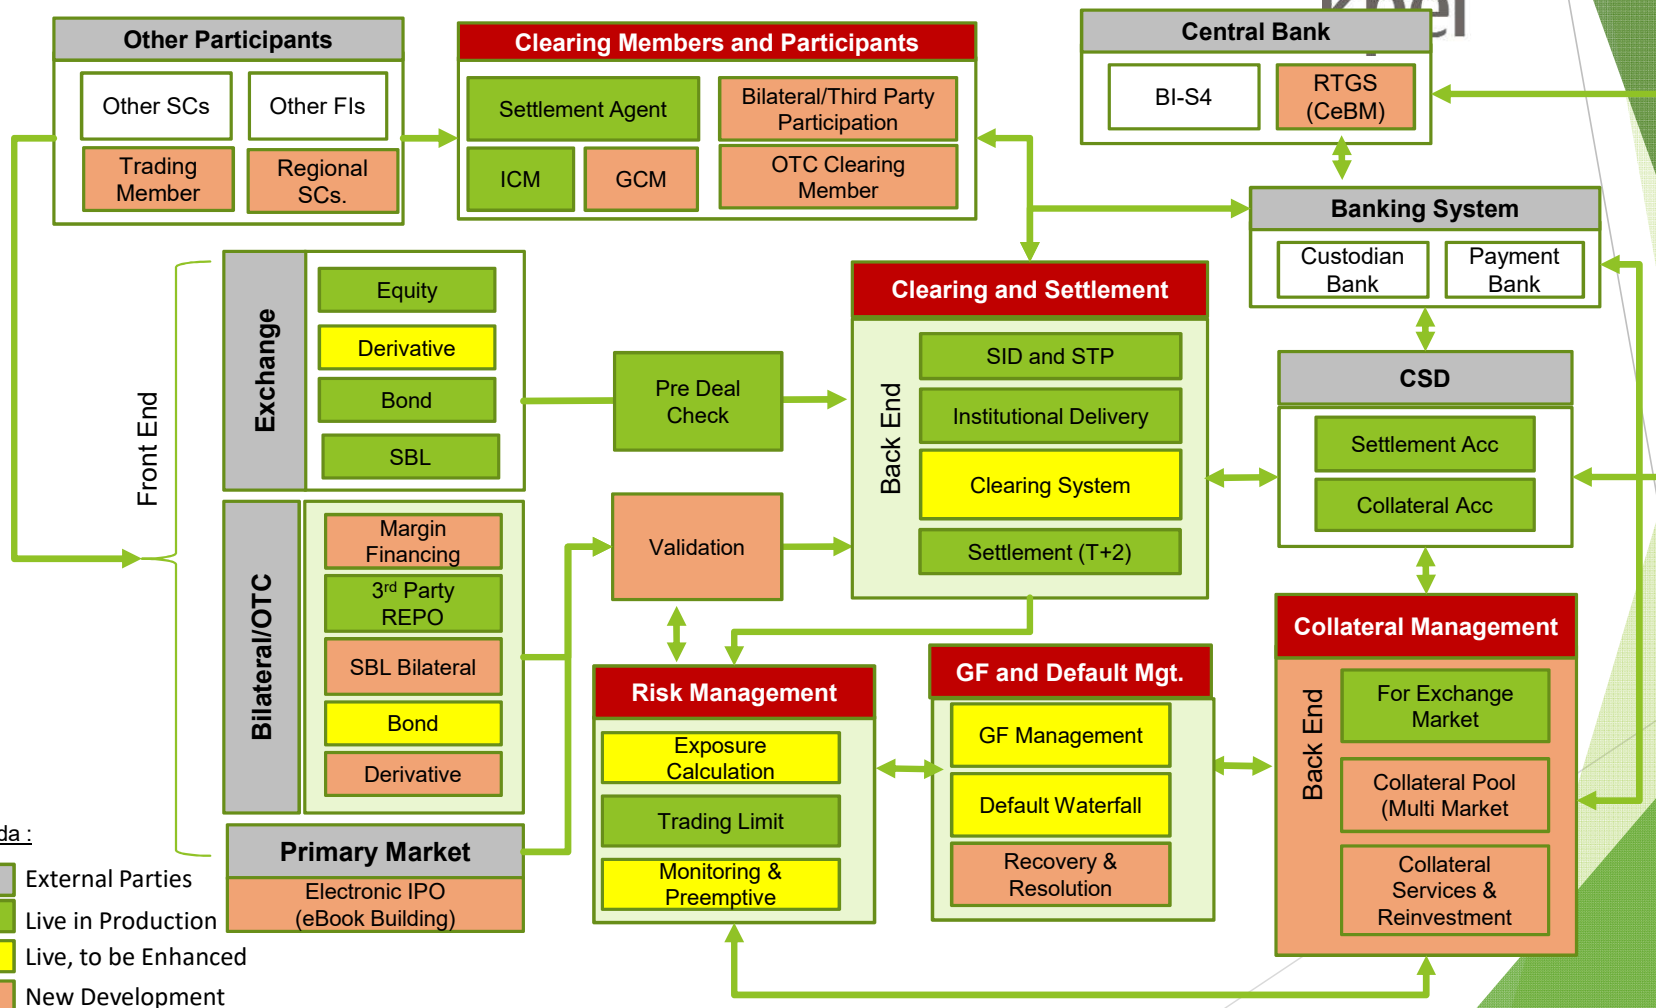 Kpei
Other Participants
Other SCs
Other FIs
Trading
Member
Regional
SCs.
Clearing Members and Participants
Settlement Agent
Bilateral/Third Party
Participation
ICM
GCM
OTC Clearing
Member
Central Bank
BI-S4
RTGS
(CeBM)
Banking System
Custodian
Bank
Payment
Bank
Front End
Exchange
Equity
Derivative
Bond
SBL
Pre Deal
Check
Clearing and Settlement
Back End
SID and STP
Institutional Delivery
Clearing System
Settlement (T+2)
CSD
Settlement Acc
Collateral Acc
Bilateral/OTC
Margin
Financing
3rd Party
REPO
SBL Bilateral
Bond
Derivative
Validation
Primary Market
Electronic IPO
(eBook Building)
Risk Management
Exposure
Calculation
Trading Limit
Monitoring &
Preemptive
GF and Default Mgt.
GF Management
Default Waterfall
Recovery &
Resolution
Collateral Management
Back End
For Exchange
Market
Collateral Pool
(Multi Market
Collateral
Services &
Reinvestment
da :
External Parties
Live in Production
Live, to be Enhanced
New Development